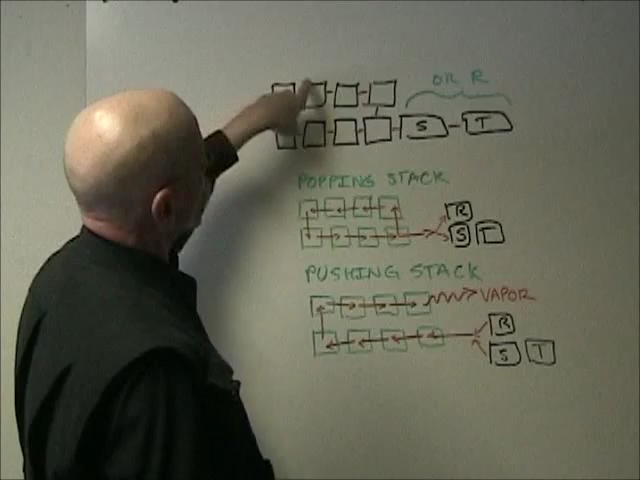 OR R
S T
POPPING STACK
R
S T
PUSHING STACK
VAPOR
R
S T